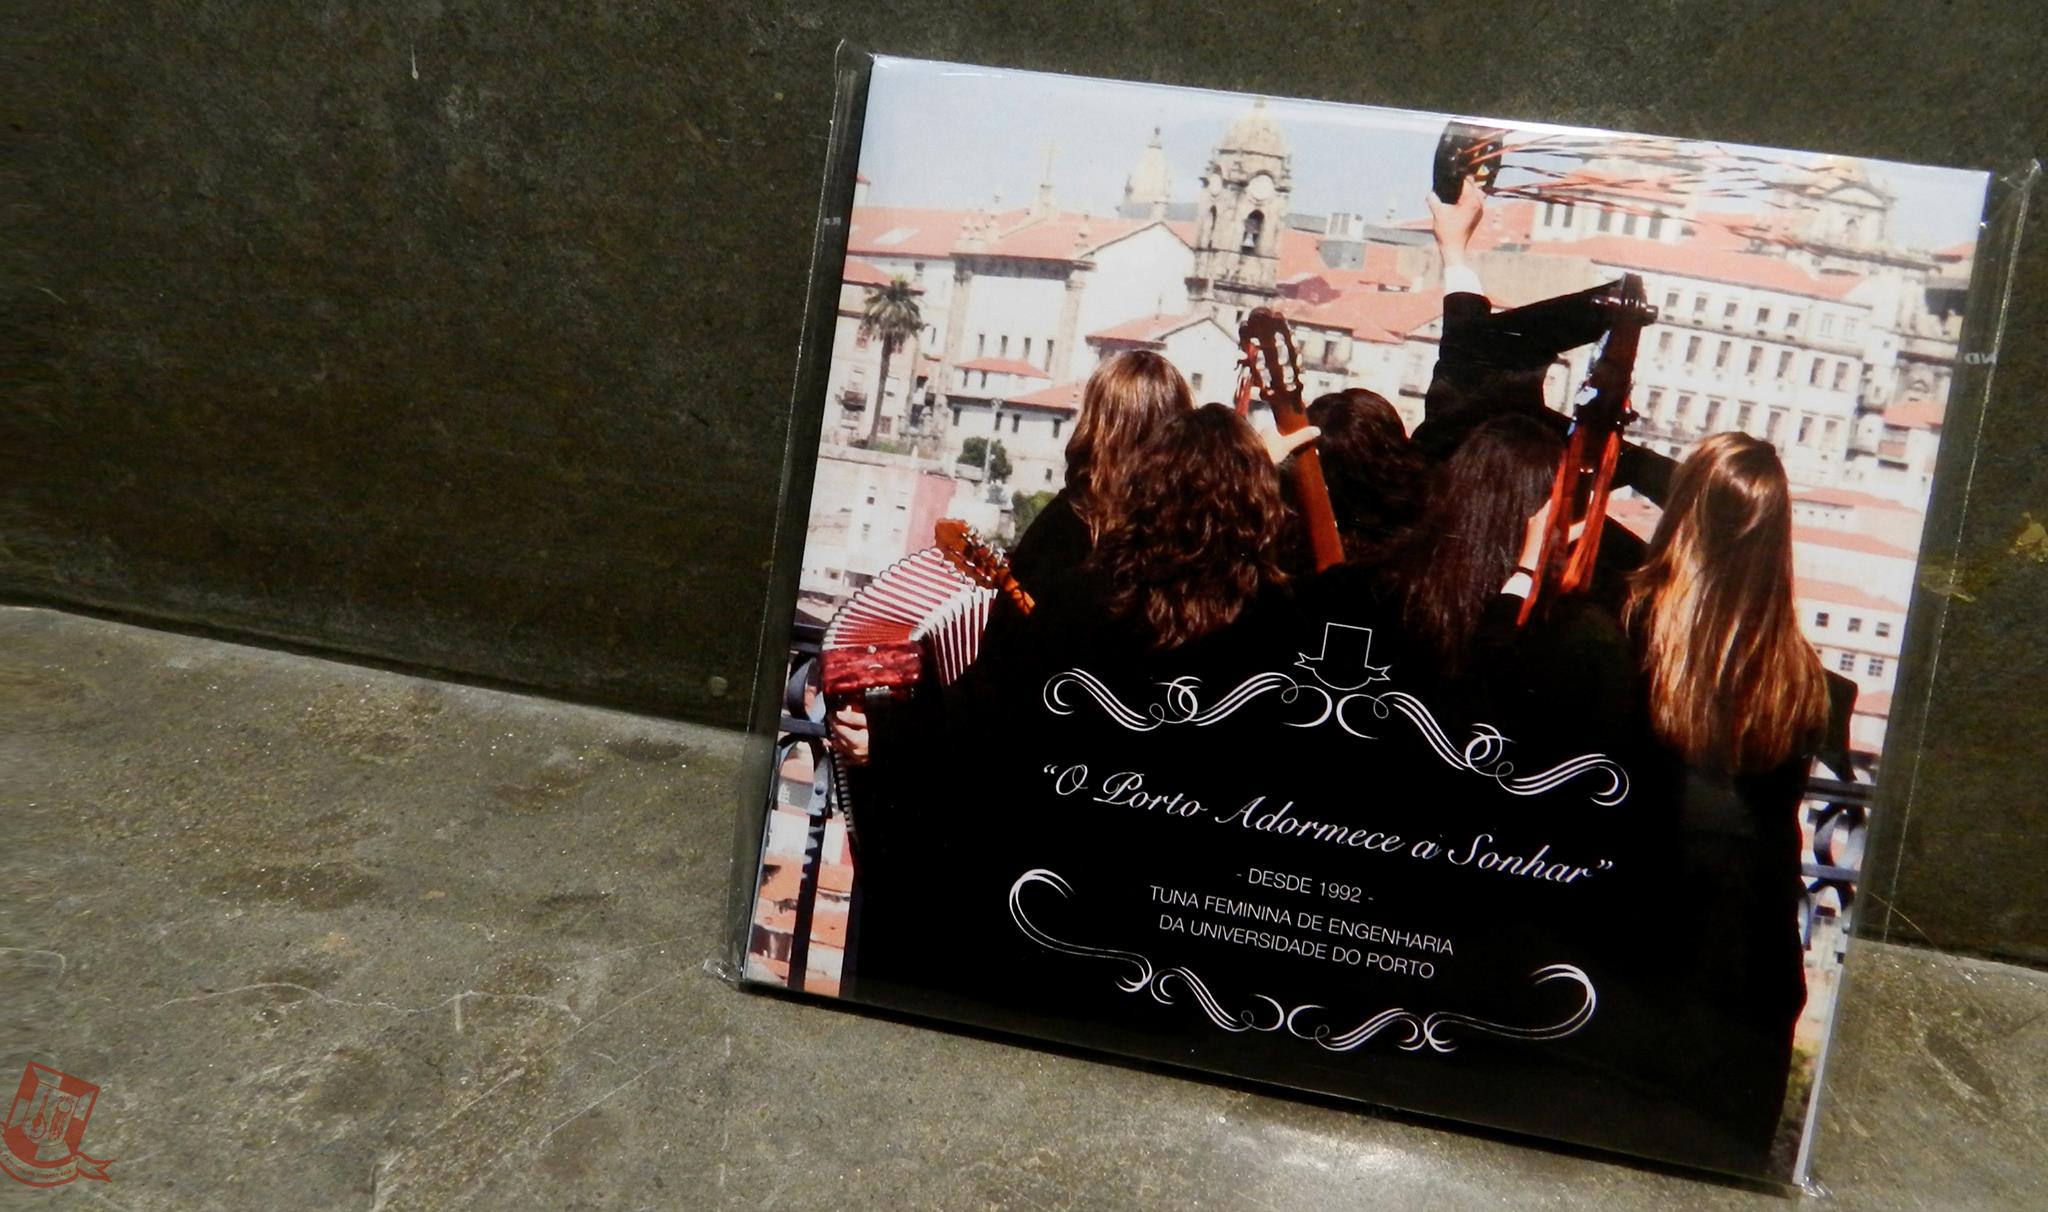 “O Porto Adormece a Sonhar”
- DESDE 1992 -
TUNA FEMININA DE ENGENHARIA
DA UNIVERSIDADE DO PORTO